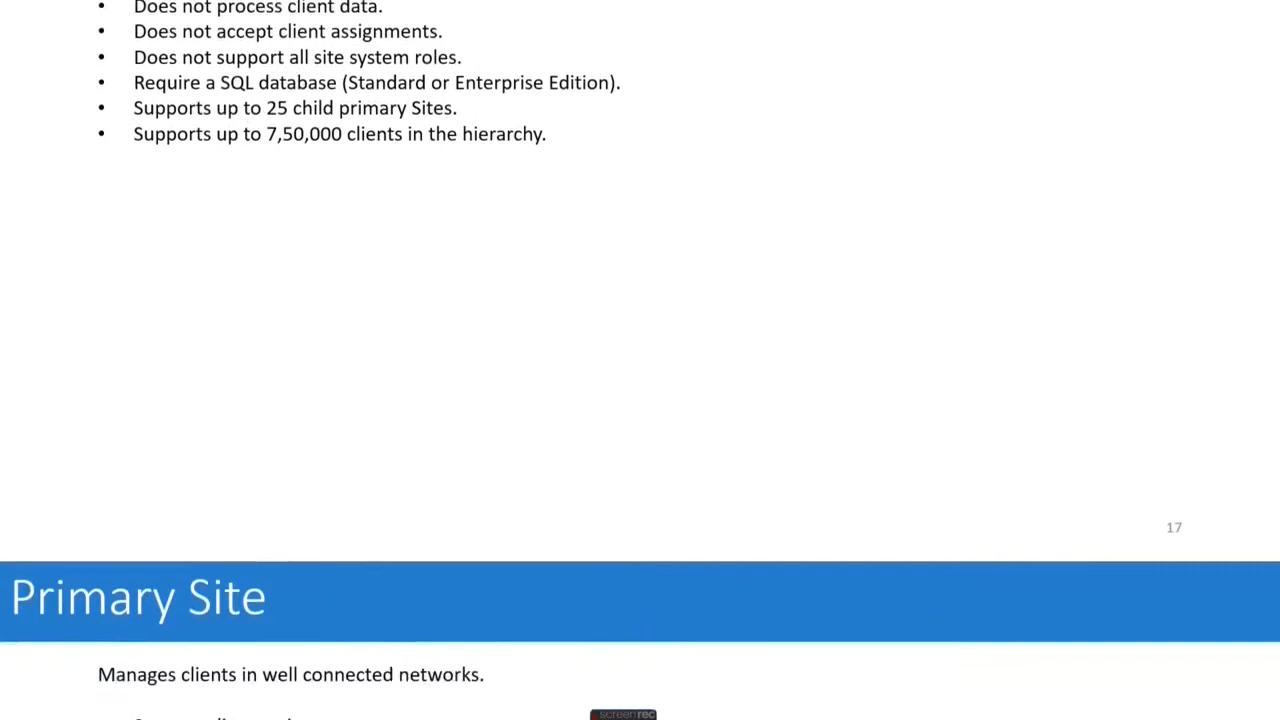 • Does not process client data.
• Does not accept client assignments.
• Does not support all site system roles.
• Require a SQL database (Standard or Enterprise Edition).
• Supports up to 25 child primary Sites.
• Supports up to 7,50,000 clients in the hierarchy.
17
Primary Site
Manages clients in well connected networks.
screenrec